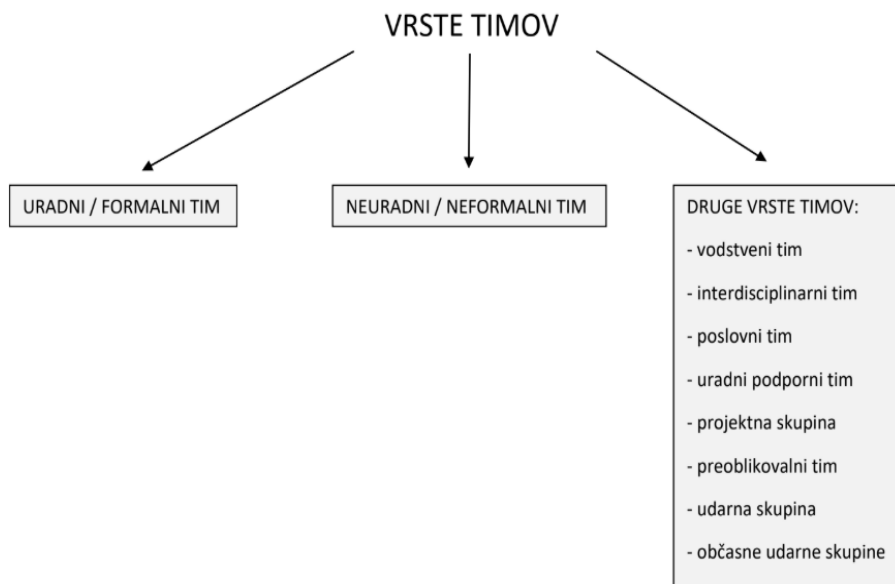 VRSTE TIMOV
URADNI / FORMALNI TIM
NEURADNI / NEFORMALNI TIM
DRUGE VRSTE TIMOV:
- vodstveni tim
- interdisciplinarni tim
- poslovni tim
- uradni podporni tim
- projektna skupina
- preoblikovalni tim
- udarna skupina
- občasne udarne skupine